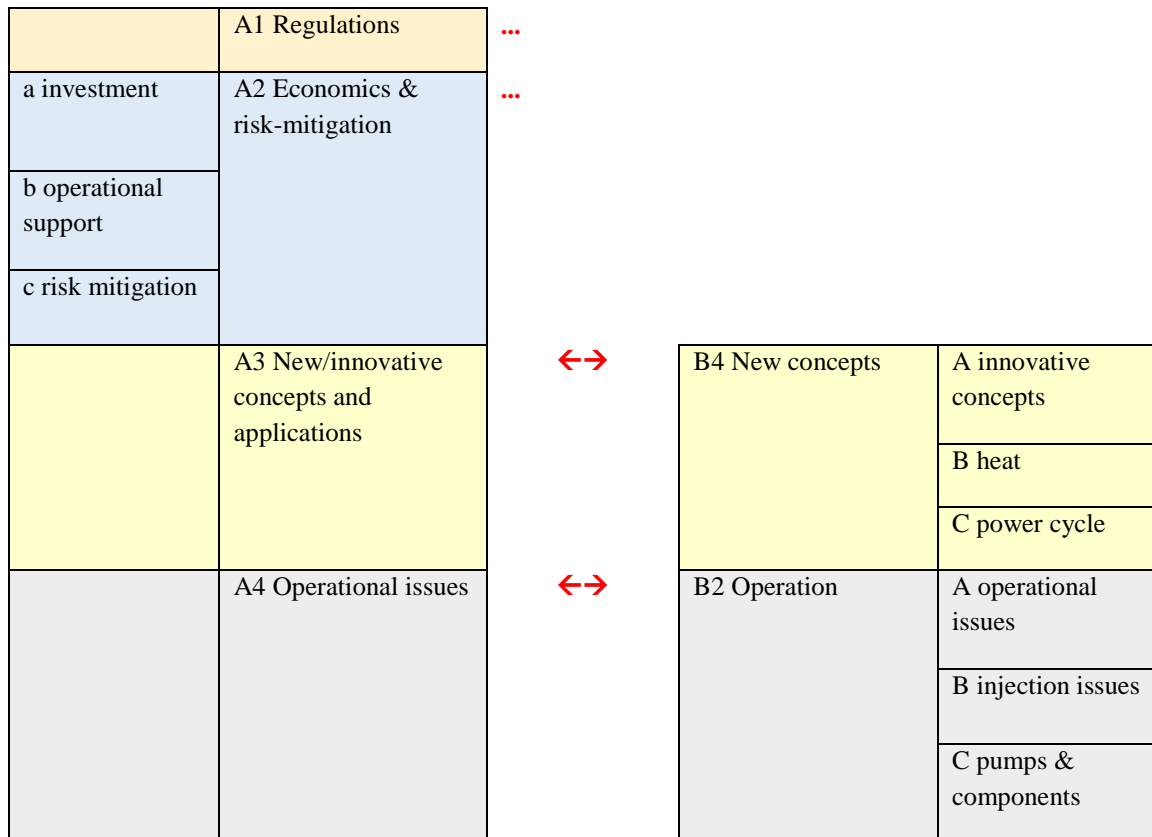 A1 Regulations
...
a investment
A2 Economics &
risk-mitigation
...
b operational
support
c risk mitigation
A3 New/innovative
concepts and
applications
←→
B4 New concepts
A innovative
concepts
B heat
C power cycle
A4 Operational issues
←→
B2 Operation
A operational
issues
B injection issues
C pumps &
components